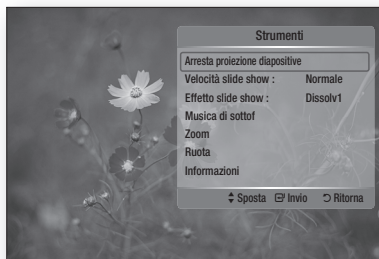 Strumenti
Arresta proiezione diapositive
Velocità slide show : Normale
Effetto slide show : Dissolv1
Musica di sottof
Zoom
Ruota
Informazioni
Sposta Invio Ritorna